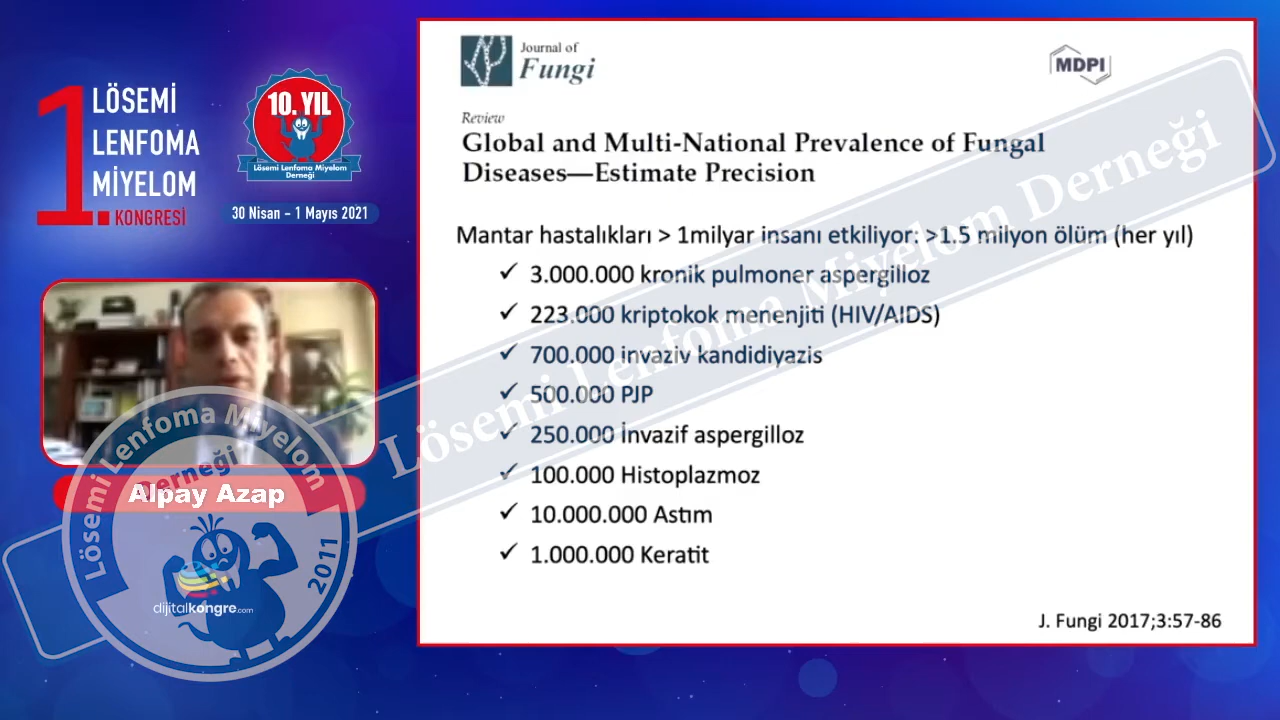 1.
LÖSEMİ
LENFOMA
MİYELOM
KONGRESİ
10. YIL
Lösemi Lenfoma Miyelom
Derneği
30 Nisan - 1 Mayıs 2021
Alpay Azap
Lösemi Lenfoma Miyelom
Derneği
2011
dijitalkongre.com
Lösemi Lenfoma Miyelom Derneği
Journal of
Fungi
MDPI
Review
Global and Multi-National Prevalence of Fungal
Diseases—Estimate Precision
Mantar hastalıkları > 1milyar insanı etkiliyor: >1.5 milyon ölüm (her yıl)
✓ 3.000.000 kronik pulmoner aspergilloz
✓ 223.000 kriptokok menenjiti (HIV/AIDS)
✓ 700.000 invaziv kandidiyazis
✓ 500.000 PJP
✓ 250.000 İnvazif aspergilloz
✓ 100.000 Histoplazmoz
✓ 10.000.000 Astım
✓ 1.000.000 Keratit
J. Fungi 2017;3:57-86